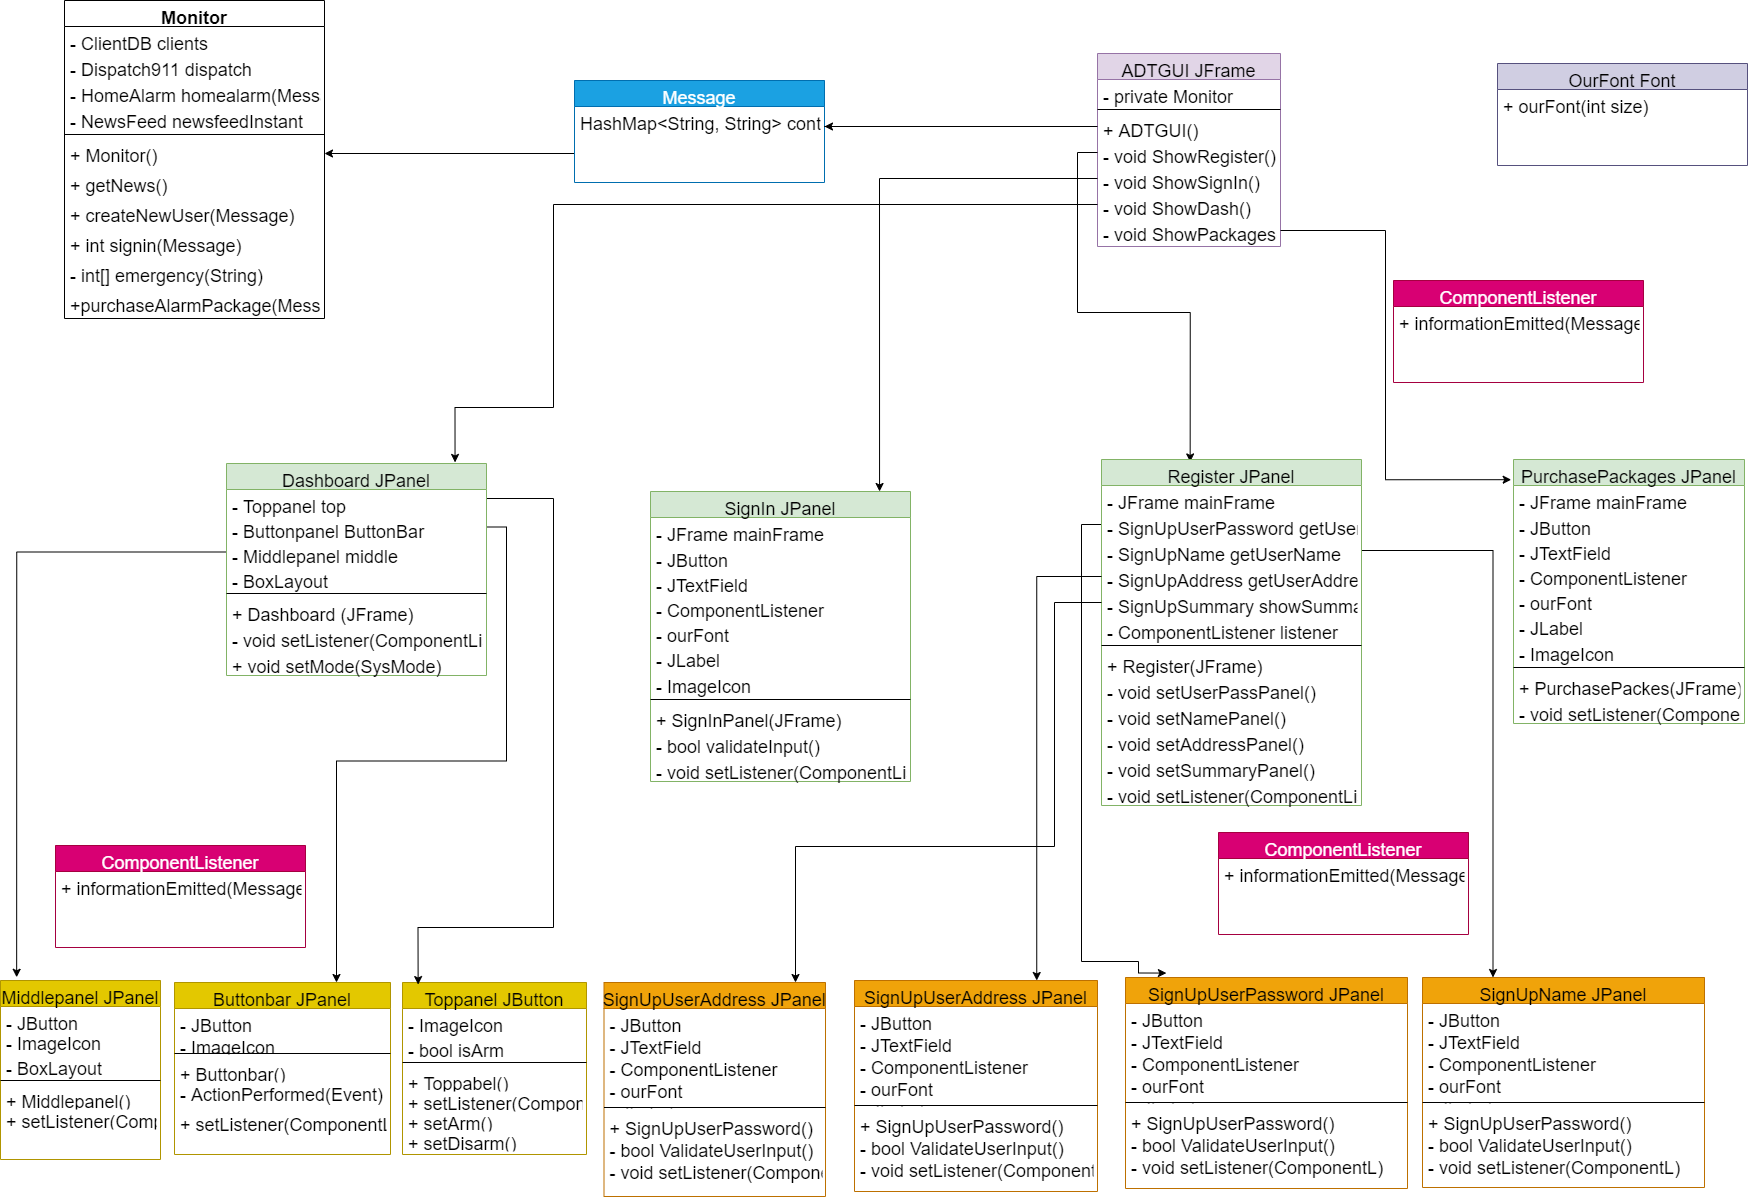 Monitor
- ClientDB clients
- Dispatch911 dispatch
- HomeAlarm homealarm(Mess
- NewsFeed newsfeedInstant
+ Monitor()
+ getNews()
+ createNewUser(Message)
+ int signin(Message)
- int[] emergency(String)
+purchaseAlarmPackage(Mess
Message
HashMap<String, String> cont
ADTGUI JFrame
- private Monitor
+ ADTGUI()
- void ShowRegister()
- void ShowSignIn()
- void ShowDash()
- void ShowPackages
OurFont Font
+ ourFont(int size)
ComponentListener
+ informationEmitted(Message
Dashboard JPanel
- Toppanel top
- Buttonpanel ButtonBar
- Middlepanel middle
- BoxLayout
+ Dashboard (JFrame)
- void setListener(ComponentLi
+ void setMode(SysMode)
SignIn JPanel
- JFrame mainFrame
- JButton
- JTextField
- ComponentListener
- ourFont
- JLabel
- ImageIcon
+ SignInPanel(JFrame)
- bool validateInput()
- void setListener(ComponentLi
Register JPanel
- JFrame mainFrame
- SignUpUserPassword getUse
- SignUpName getUserName
- SignUpAddress getUserAddre
- SignUpSummary showSumma
- ComponentListener listener
+ Register(JFrame)
- void setUserPassPanel()
- void setNamePanel()
- void setAddressPanel()
- void setSummaryPanel()
- void setListener(ComponentLi
PurchasePackages JPanel
- JFrame mainFrame
- JButton
- JTextField
- ComponentListener
- ourFont
- JLabel
- ImageIcon
+ PurchasePackes(JFrame)
- void setListener(Compone
ComponentListener
+ informationEmitted(Message
ComponentListener
+ informationEmitted(Message
Middlepanel JPanel
- JButton
- ImageIcon
- BoxLayout
+ Middlepanel()
+ setListener(Comp
Buttonbar JPanel
- JButton
- ImageIcon
+ Buttonbar()
- ActionPerformed(Event)
+ setListener(ComponentL
Toppanel JButton
- ImageIcon
- bool isArm
+ Toppabel()
+ setListener(Compon
+ setArm()
+ setDisarm()
SignUpUserAddress JPanel
- JButton
- JTextField
- ComponentListener
- ourFont
+ SignUpUserPassword()
- bool ValidateUserInput()
- void setListener(Compone
SignUpUserAddress JPanel
- JButton
- JTextField
- ComponentListener
- ourFont
+ SignUpUserPassword()
- bool ValidateUserInput()
- void setListener(Component
SignUpUserPassword JPanel
- JButton
- JTextField
- ComponentListener
- ourFont
+ SignUpUserPassword()
- bool ValidateUserInput()
- void setListener(ComponentL)
SignUpName JPanel
- JButton
- JTextField
- ComponentListener
- ourFont
+ SignUpUserPassword()
- bool ValidateUserInput()
- void setListener(ComponentL)